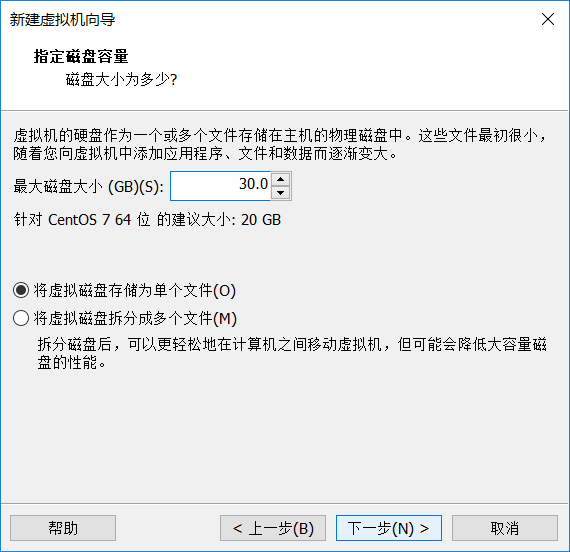 新建虚拟机向导
指定磁盘容量
磁盘大小为多少?
虚拟机的硬盘作为一个或多个文件存储在主机的物理磁盘中。这些文件最初很小，
随着您向虚拟机中添加应用程序、文件和数据而逐渐变大。
最大磁盘大小 (GB)(S): 30.0
针对 CentOS 7 64 位 的建议大小: 20 GB
将虚拟磁盘存储为单个文件(O)
将虚拟磁盘拆分成多个文件(M)
拆分磁盘后，可以更轻松地在计算机之间移动虚拟机，但可能会降低大容量磁
盘的性能。
帮助 < 上一步(B) 下一步(N) > 取消